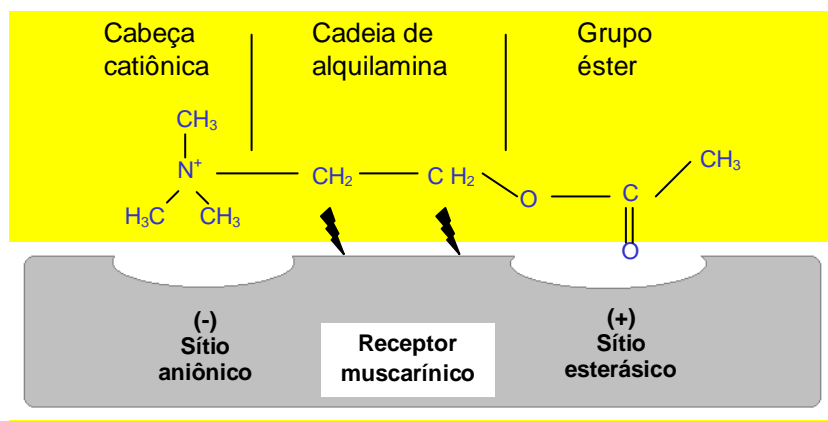 Cabeça
catiônica
Cadeia de
alquilamina
Grupo
éster
CH₃
N⁺
H₃C
CH₃
CH₂
C H₂
O
C
CH₃
O
(-)
Sítio
aniônico
Receptor
muscarínico
(+)
Sítio
esterásico